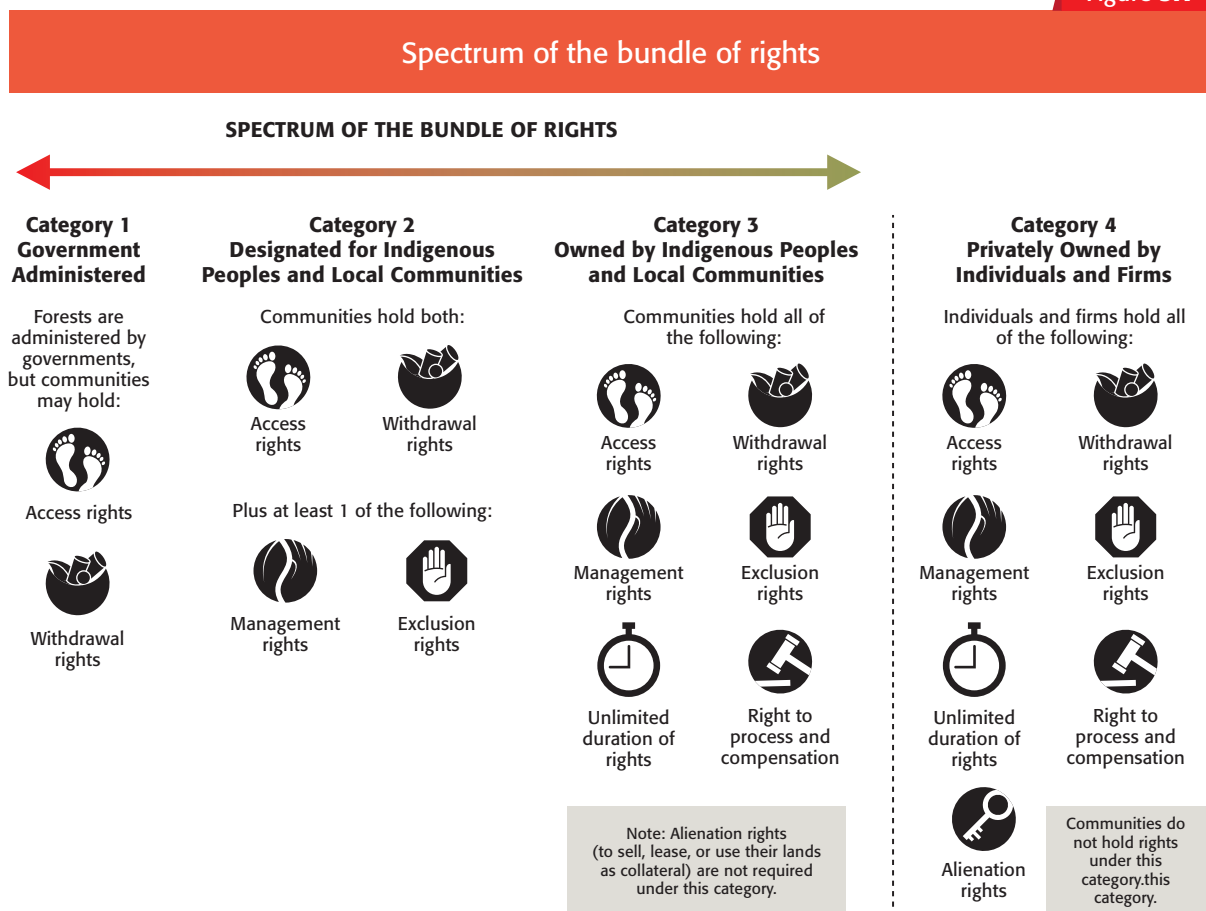 Spectrum of the bundle of rights
SPECTRUM OF THE BUNDLE OF RIGHTS
Category 1
Government
Administered
Forests are
administered by
governments,
but communities
may hold:
Access rights
Withdrawal
rights
Category 2
Designated for Indigenous
Peoples and Local Communities
Communities hold both:
Access
rights
Withdrawal
rights
Plus at least 1 of the following:
Management
rights
Exclusion
rights
Category 3
Owned by Indigenous Peoples
and Local Communities
Communities hold all of
the following:
Access
rights
Withdrawal
rights
Management
rights
Exclusion
rights
Unlimited
duration of
rights
Right to
process and
compensation
Note: Alienation rights
(to sell, lease, or use their lands
as collateral) are not required
under this category.
Category 4
Privately Owned by
Individuals and Firms
Individuals and firms hold all
of the following:
Access
rights
Withdrawal
rights
Management
rights
Exclusion
rights
Unlimited
duration of
rights
Right to
process and
compensation
Alienation
rights
Communities do
not hold rights
under this
category.this
category.